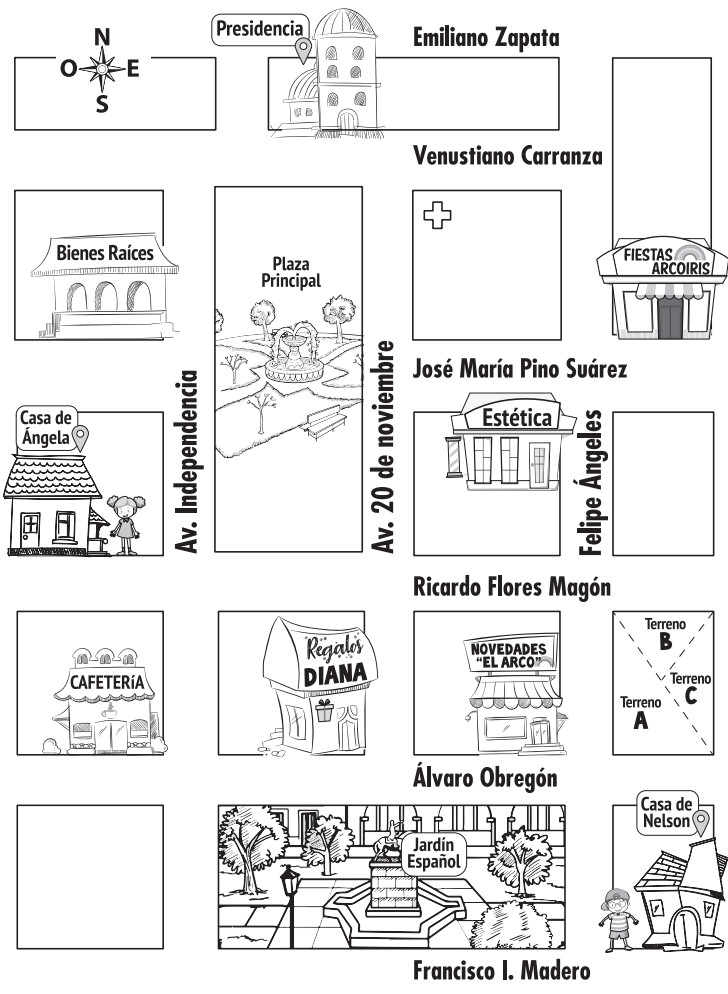 Presidencia
Emiliano Zapata
N
O
E
S
Venustiano Carranza
Bienes Raíces
Plaza
Principal
FIESTAS
ARCOIRIS
José María Pino Suárez
Av. Independencia
Av. 20 de noviembre
Casa de
Ángela
Estética
Felipe Ángeles
Ricardo Flores Magón
CAFETERÍA
Regalos
DIANA
NOVEDADES
"EL ARCO"
Terreno
B
Terreno
C
Terreno
A
Álvaro Obregón
Casa de
Nelson
Jardín
Español
Francisco I. Madero